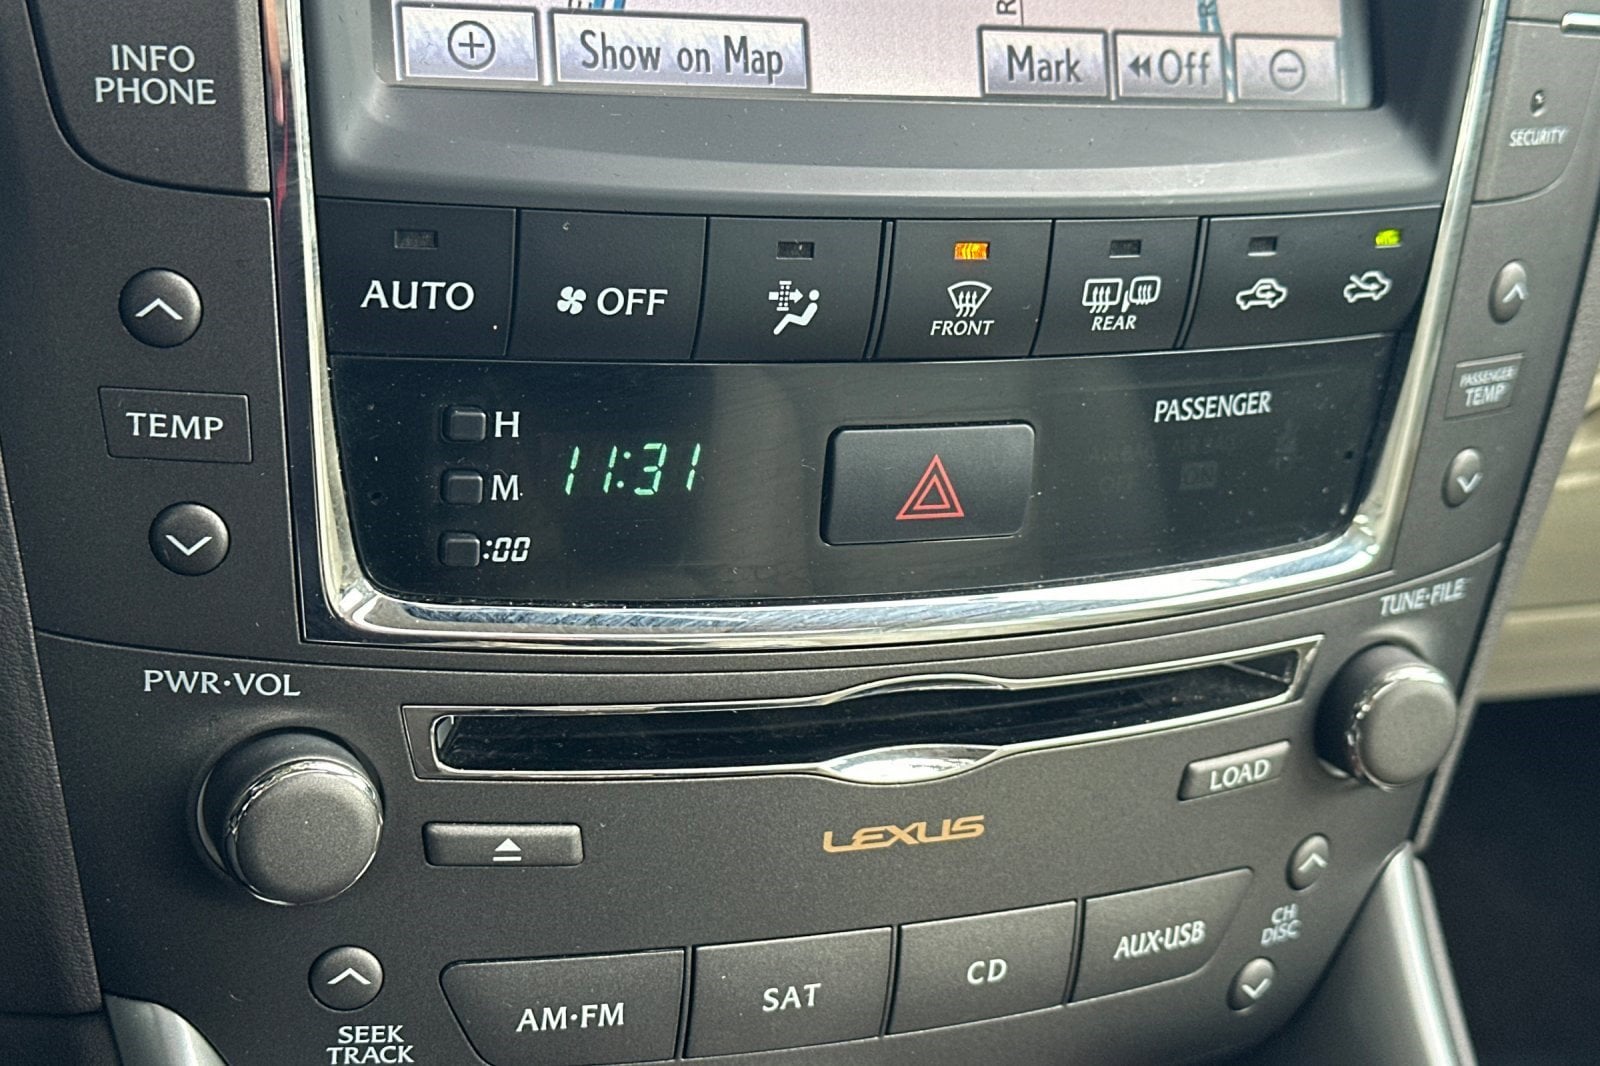 INFO
PHONE
Show on Map
Mark
Off
SECURITY
AUTO
OFF
FRONT
REAR
TEMP
H
M
:00
11:31
PASSENGER
PASSENGER
TEMP
TUNE·FILE
PWR·VOL
LOAD
LEXUS
AM·FM
SAT
CD
AUX·USB
CH
DISC
SEEK
TRACK